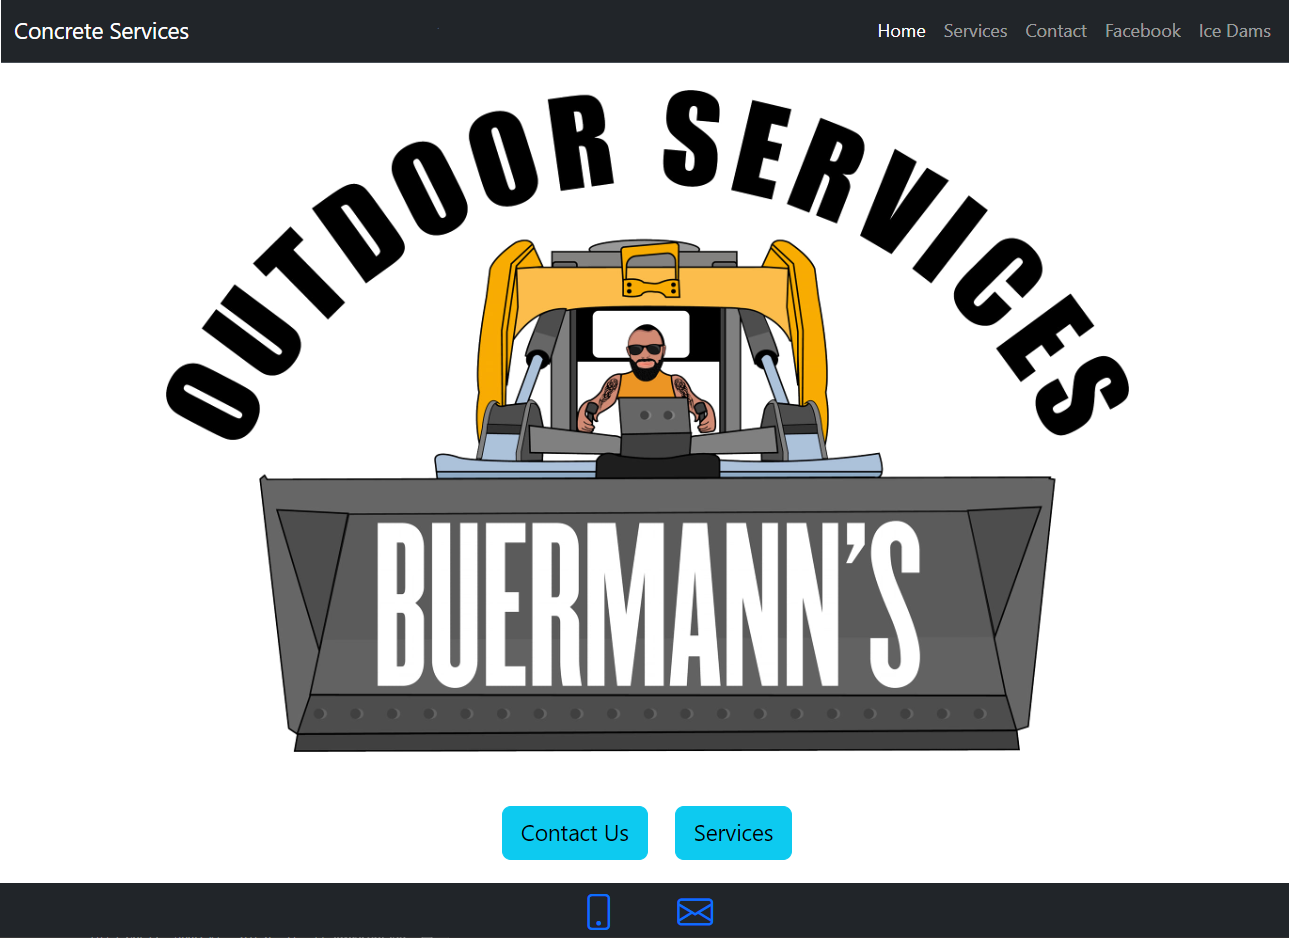 Concrete Services
Home Services Contact Facebook Ice Dams
OUTDOOR SERVICES
BUERMANN'S
Contact Us Services